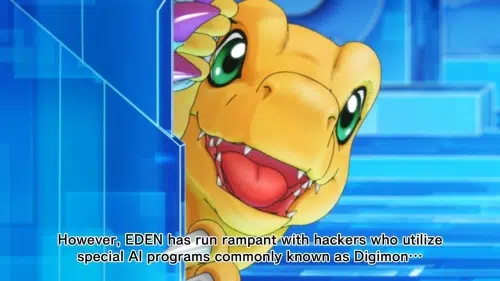 However, EDEN has run rampant with hackers who utilize
special AI programs commonly known as Digimon…